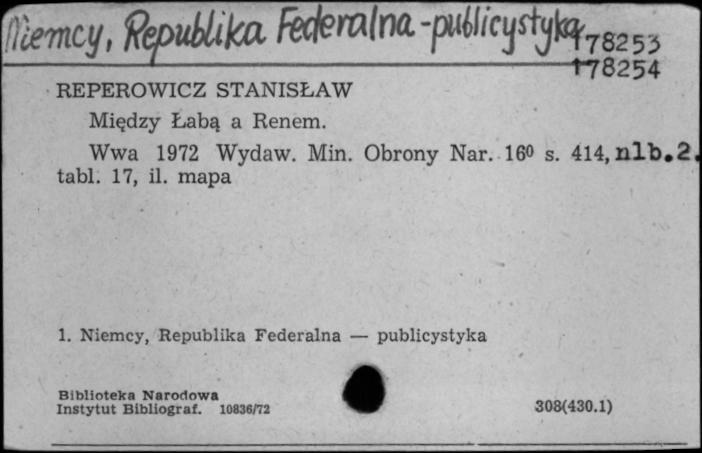 Niemcy, Republika Federalna - publicystyka
178253
178254
REPEROWICZ STANISŁAW
Między Łabą a Renem.
Wwa 1972 Wydaw. Min. Obrony Nar. 16⁰ s. 414, nlb.2.
tabl. 17, il. mapa
1. Niemcy, Republika Federalna — publicystyka
Biblioteka Narodowa
Instytut Bibliograf. 10836/72
308(430.1)